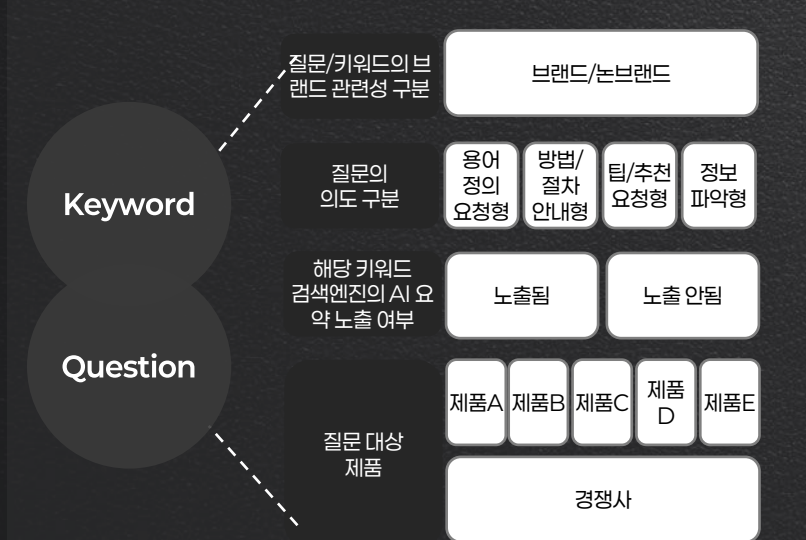 Keyword
Question
질문/키워드의 브
랜드 관련성 구분
브랜드/논브랜드
질문의
의도 구분
용어
정의
요청형
방법/
절차
안내형
팁/추천
요청형
정보
파악형
해당 키워드
검색엔진의 AI 요
약 노출 여부
노출됨
노출 안됨
질문 대상
제품
제품A
제품B
제품C
제품
D
제품E
경쟁사